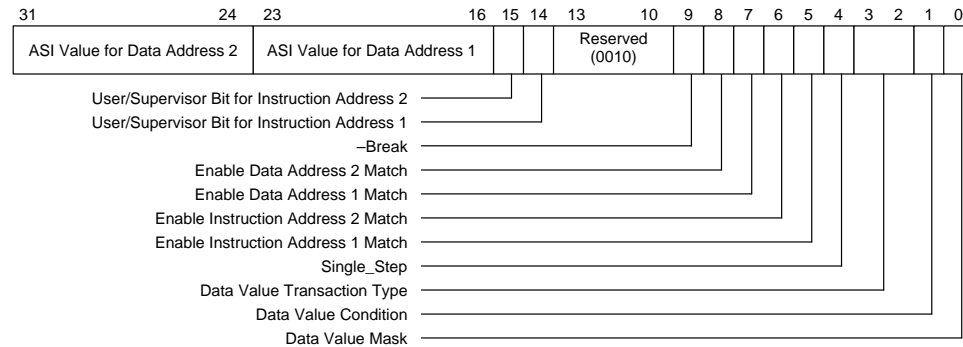 31 24 23 16 15 14 13 10 9 8 7 6 5 4 3 2 1 0
ASI Value for Data Address 2 ASI Value for Data Address 1 Reserved
(0010)
User/Supervisor Bit for Instruction Address 2
User/Supervisor Bit for Instruction Address 1
–Break
Enable Data Address 2 Match
Enable Data Address 1 Match
Enable Instruction Address 2 Match
Enable Instruction Address 1 Match
Single_Step
Data Value Transaction Type
Data Value Condition
Data Value Mask